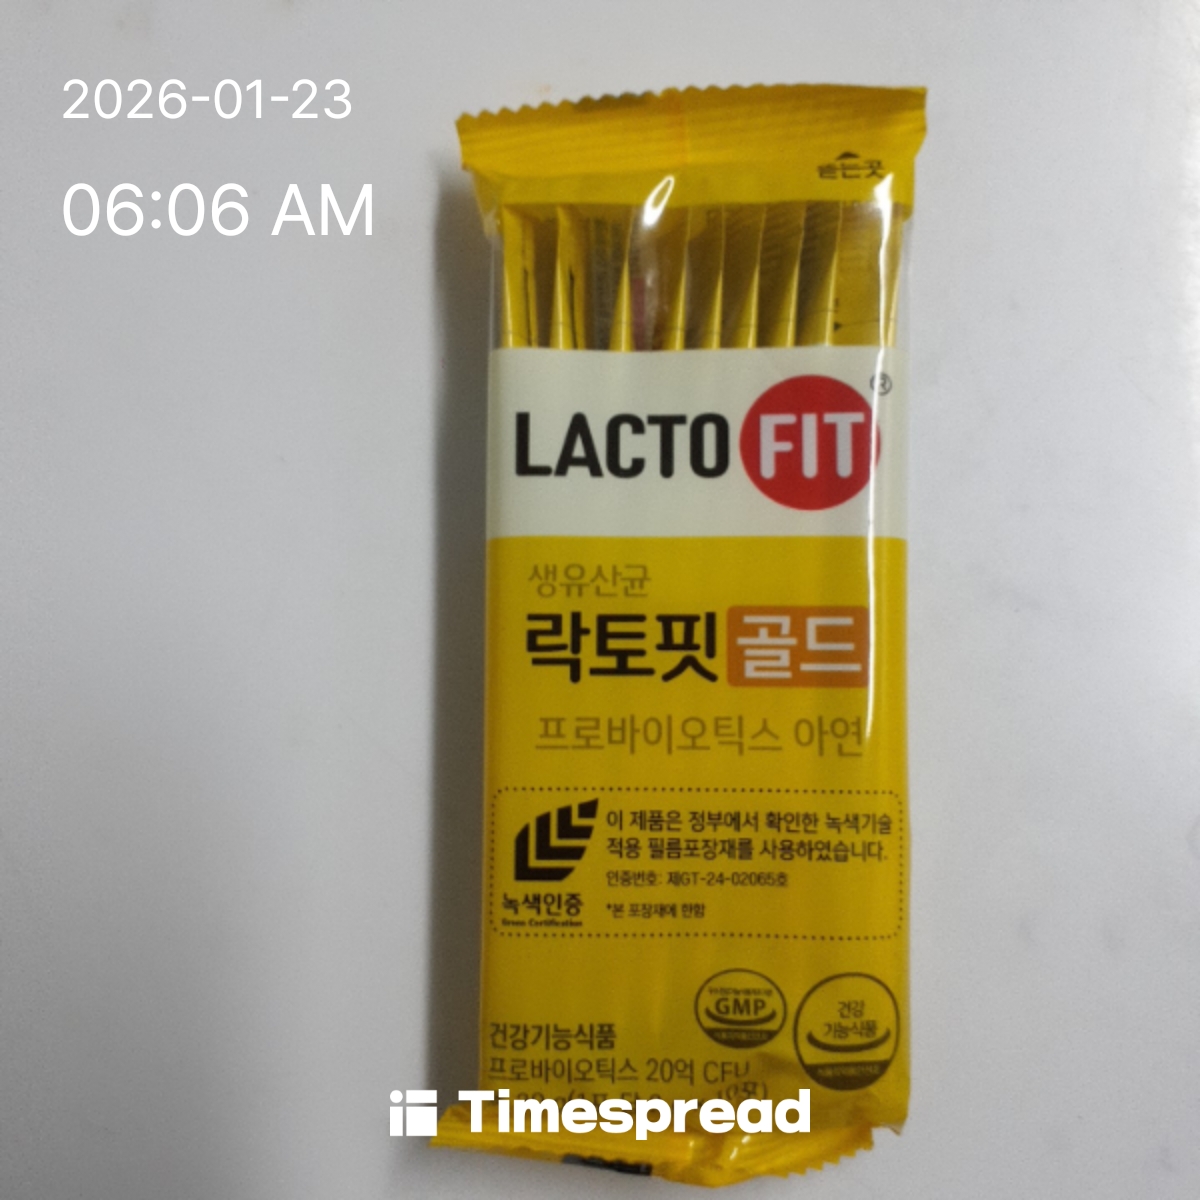 2026-01-23
06:06 AM
뜯는곳
LACTO FIT®
생유산균
락토핏 골드
프로바이오틱스 아연
이 제품은 정부에서 확인한 녹색기술
적용 필름포장재를 사용하였습니다.
인증번호: 제GT-24-02065호
*본 포장재에 한함
녹색인증
Green Certification
GMP
건강
기능식품
건강기능식품
프로바이오틱스 20억 CFU
Timespread